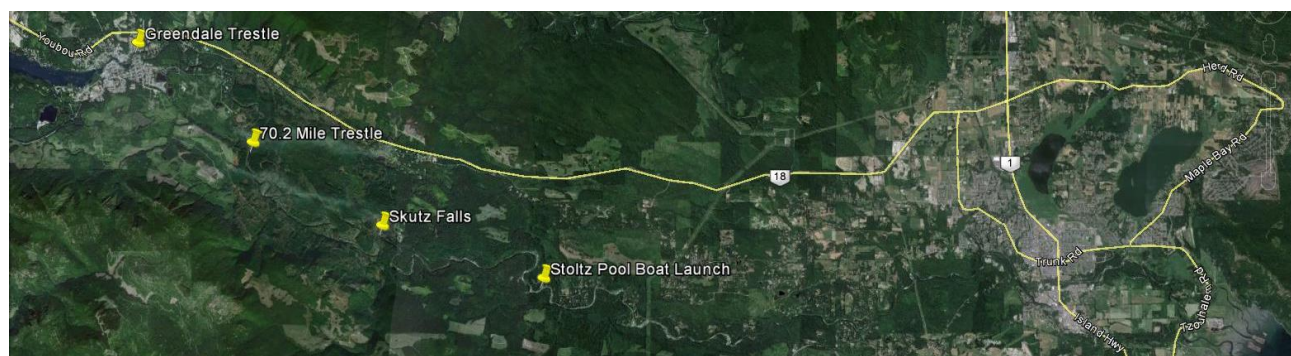 Youbou Rd
Greendale Trestle
70.2 Mile Trestle
Skutz Falls
Stoltz Pool Boat Launch
18
1
Herd Rd
Maple Bay Rd
Trunk Rd
Tzouhalem Rd
Island Hwy